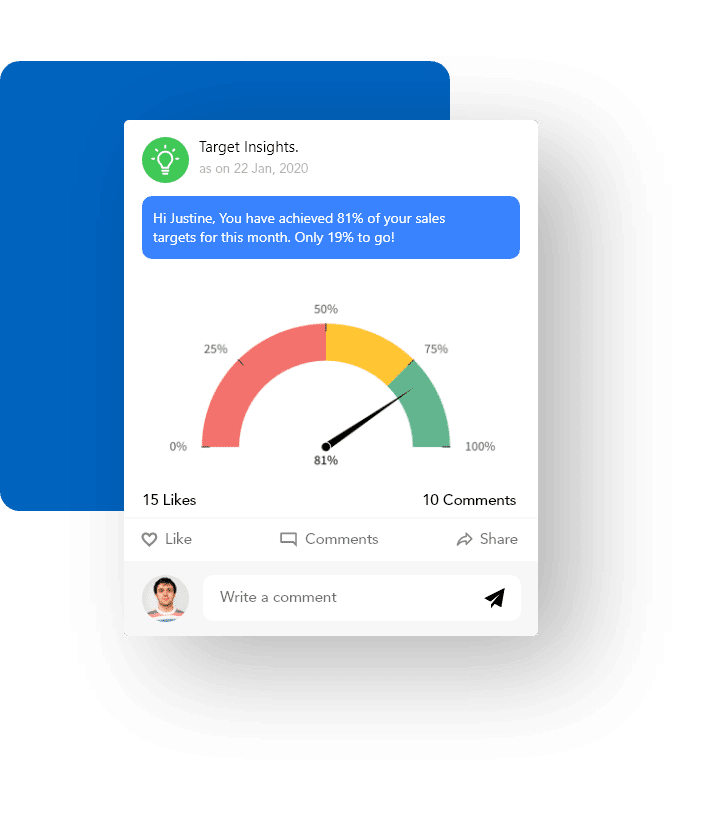 Target Insights.
as on 22 Jan, 2020
Hi Justine, You have achieved 81% of your sales
targets for this month. Only 19% to go!
50%
25%
75%
0%
100%
81%
15 Likes
10 Comments
Like
Comments
Share
Write a comment